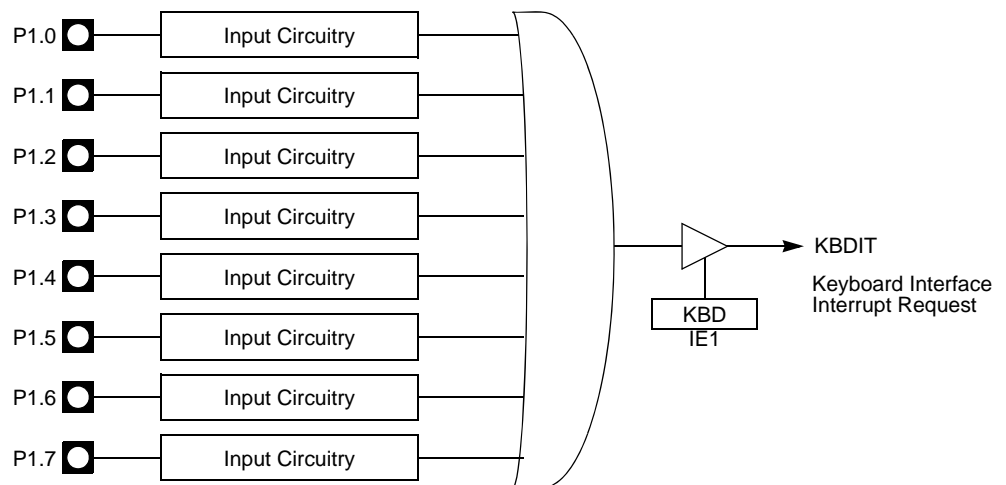 P1.0 Input Circuitry
P1.1 Input Circuitry
P1.2 Input Circuitry
P1.3 Input Circuitry
P1.4 Input Circuitry
P1.5 Input Circuitry
P1.6 Input Circuitry
P1.7 Input Circuitry
KBDIT
Keyboard Interface
Interrupt Request
KBD
IE1